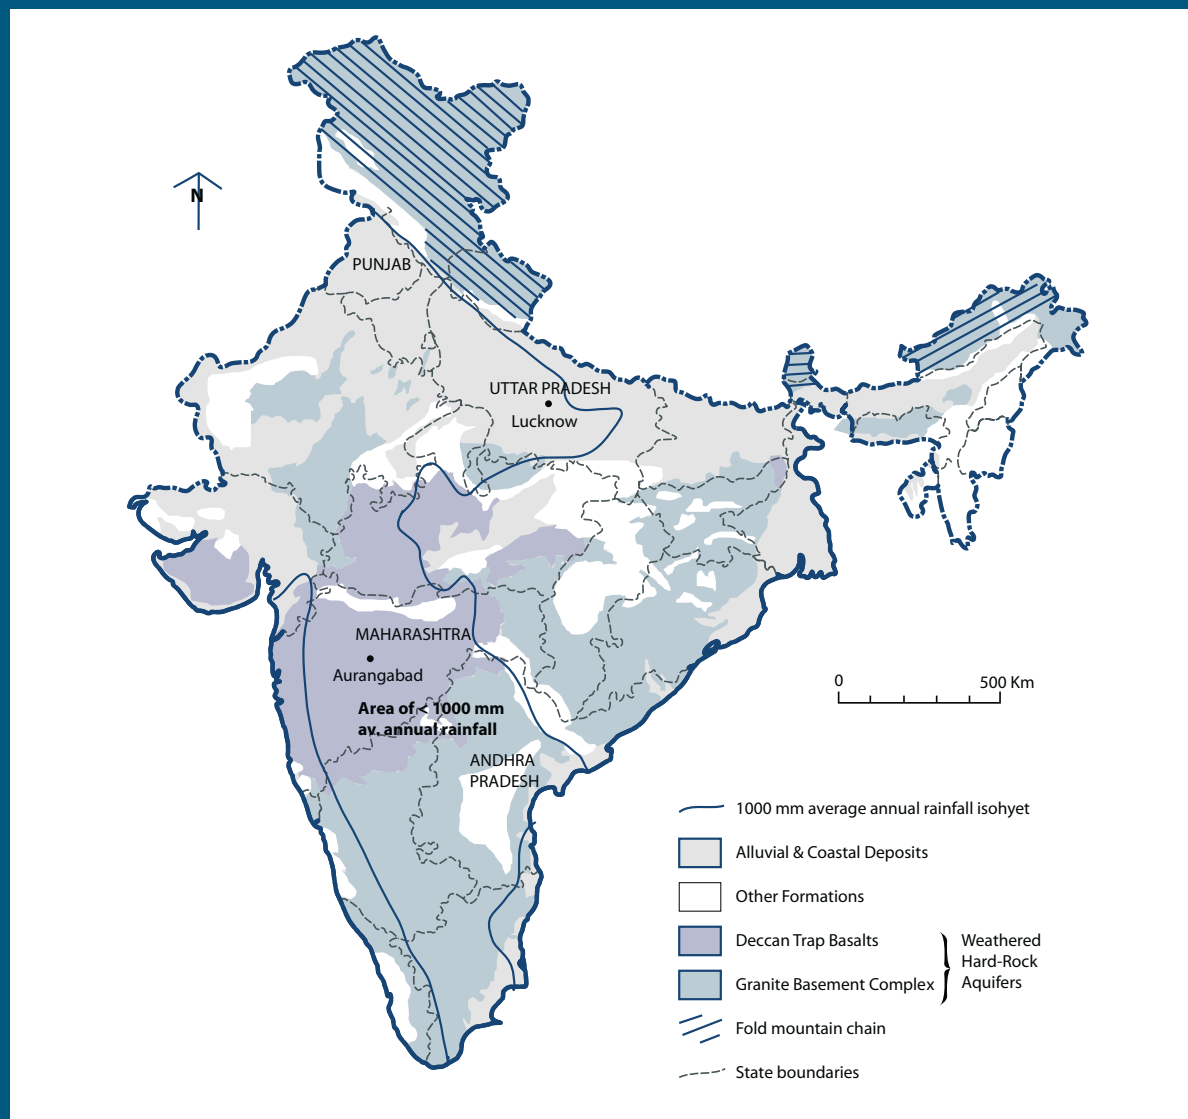 N
PUNJAB
UTTAR PRADESH
Lucknow
MAHARASHTRA
Aurangabad
Area of < 1000 mm
av. annual rainfall
ANDHRA
PRADESH
0 500 Km
1000 mm average annual rainfall isohyet
Alluvial & Coastal Deposits
Other Formations
Deccan Trap Basalts
Granite Basement Complex
Weathered
Hard-Rock
Aquifers
Fold mountain chain
State boundaries